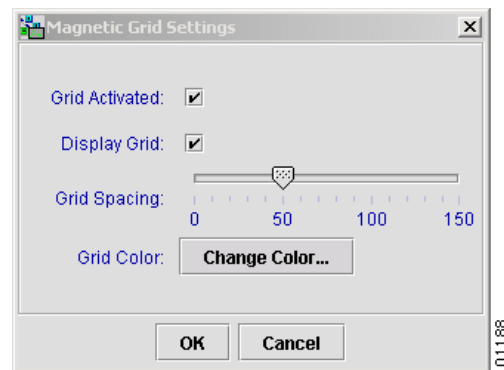 Magnetic Grid Settings
Grid Activated:
Display Grid:
Grid Spacing:
0 50 100 150
Grid Color: Change Color...
OK Cancel
01188